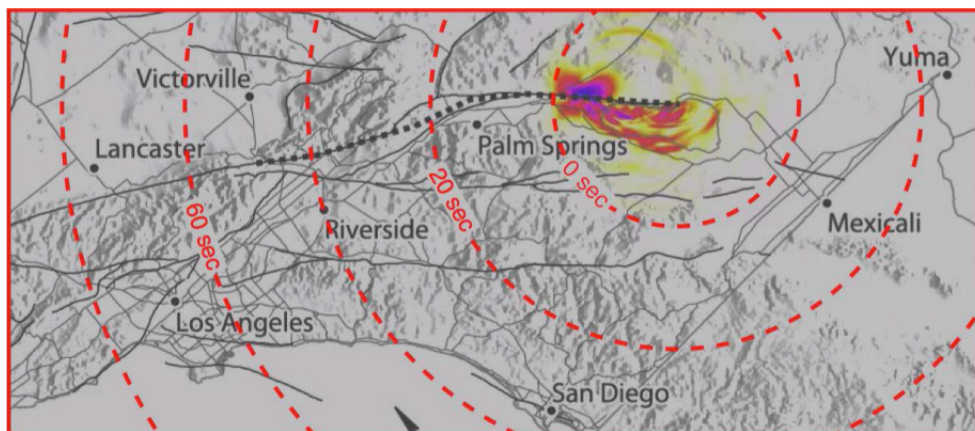 Yuma
Victorville
Lancaster
Palm Springs
0 sec
20 sec
60 sec
Riverside
Mexicali
Los Angeles
San Diego